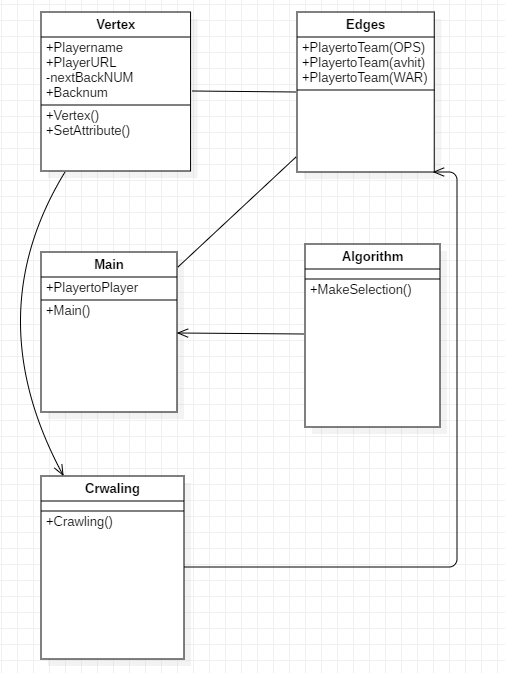 Vertex
+Playername
+PlayerURL
-nextBackNUM
+Backnum
+Vertex()
+SetAttribute()
Edges
+PlayertoTeam(OPS)
+PlayertoTeam(avhit)
+PlayertoTeam(WAR)
Main
+PlayertoPlayer
+Main()
Algorithm
+MakeSelection()
Crwaling
+Crawling()